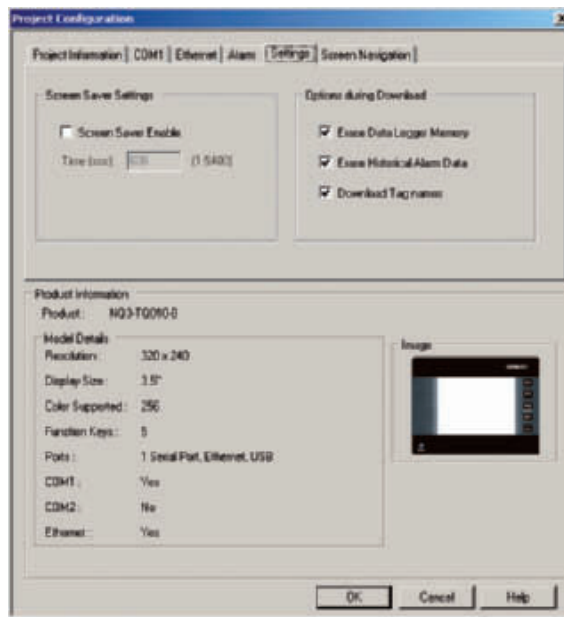 Project Configuration
Project Information
COM1
Ethernet
Alarm
Settings
Screen Navigation
Screen Saver Settings
Screen Saver Enable
Time (sec)
Options during Download
Erase Data Logger Memory
Erase Historical Alarm Data
Download Tag names
Product Information
Product :
Model Details
Resolution : 320 x 240
Display Size : 3.5"
Color Supported : 256
Function Keys : 5
Ports : 1 Serial Port, Ethernet, USB
COM1 : Yes
COM2 : No
Ethernet : Yes
Image
OK
Cancel
Help